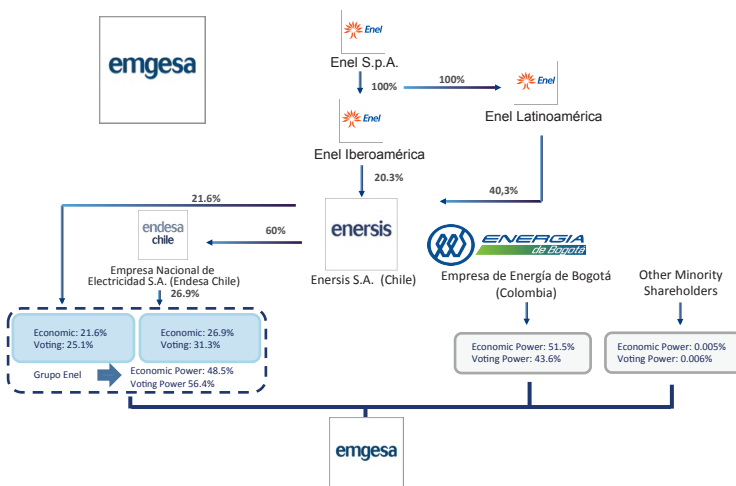 emgesa
Enel
Enel S.p.A.
100%
100%
Enel
Enel Latinoamérica
Enel
Enel Iberoamérica
20.3%
21.6%
40,3%
endesa
chile
60%
enersis
ENERGIA
de Bogotá
Empresa Nacional de
Electricidad S.A. (Endesa Chile)
26.9%
Enersis S.A. (Chile)
Empresa de Energía de Bogotá
(Colombia)
Other Minority
Shareholders
Economic: 21.6%
Voting: 25.1%
Economic: 26.9%
Voting: 31.3%
Grupo Enel
Economic Power: 48.5%
Voting Power 56.4%
Economic Power: 51.5%
Voting Power: 43.6%
Economic Power: 0.005%
Voting Power: 0.006%
emgesa